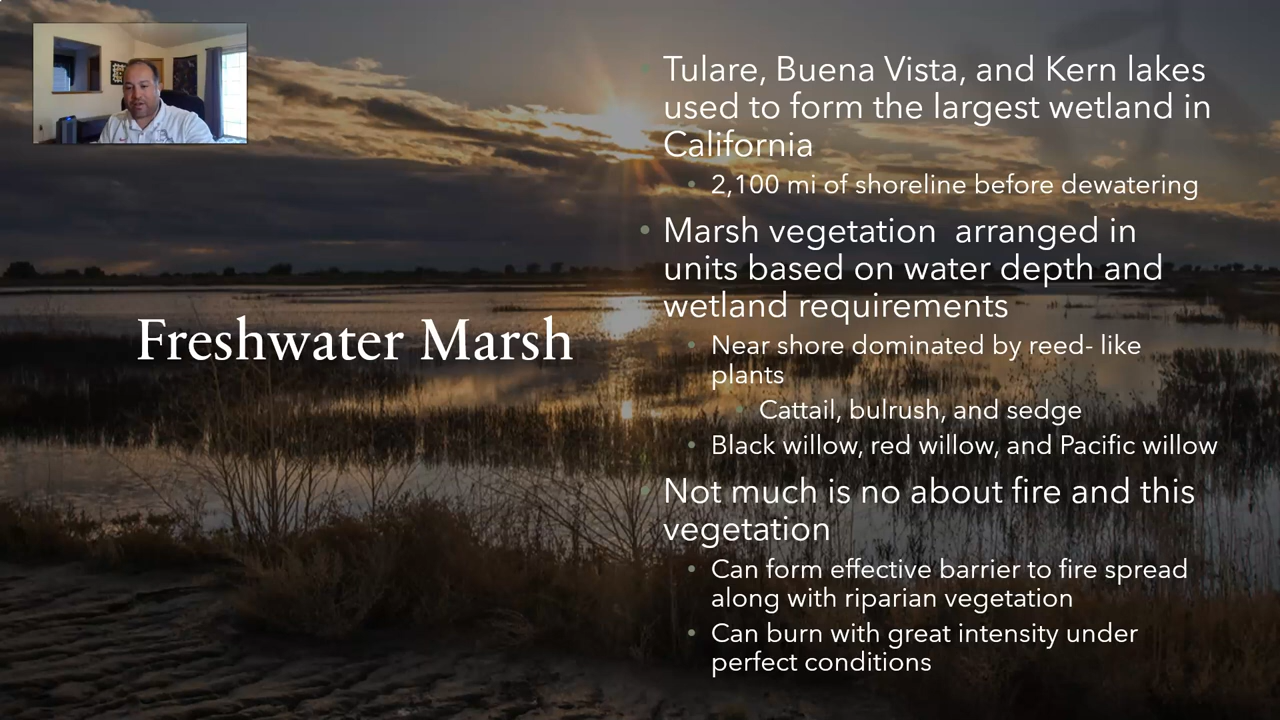 Freshwater Marsh
Tulare, Buena Vista, and Kern lakes
used to form the largest wetland in
California
2,100 mi of shoreline before dewatering
Marsh vegetation  arranged in
units based on water depth and
wetland requirements
Near shore dominated by reed- like
plants
Cattail, bulrush, and sedge
Black willow, red willow, and Pacific willow
Not much is no about fire and this
vegetation
Can form effective barrier to fire spread
along with riparian vegetation
Can burn with great intensity under
perfect conditions